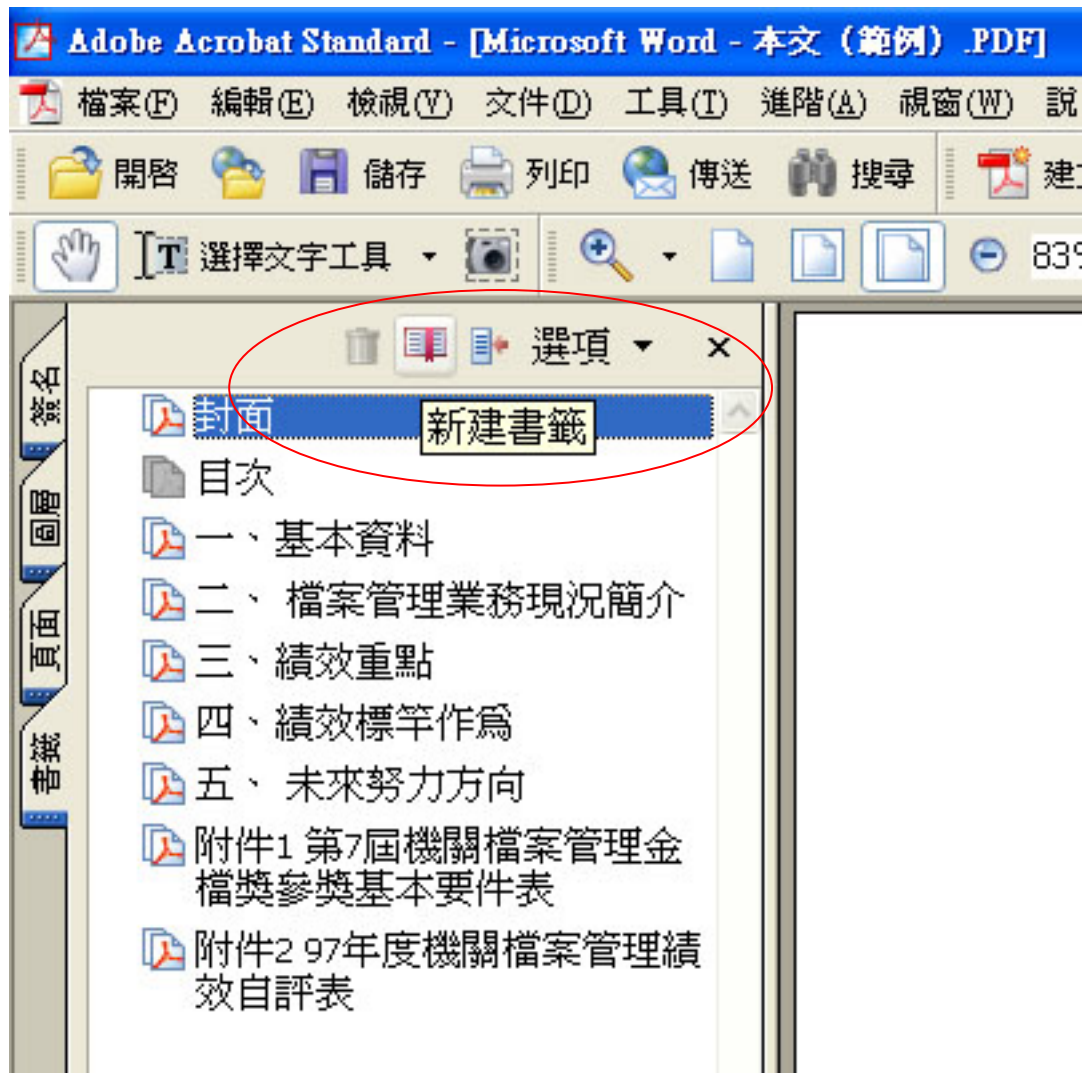 Adobe Acrobat Standard - [Microsoft Word - 本文（範例）.PDF]
檔案(F) 編輯(E) 檢視(V) 文件(D) 工具(T) 進階(A) 視窗(W) 説
開啓 儲存 列印 傳送 搜尋 建
選擇文字工具 83%
選項
簽名
圖層
頁面
書籤
封面
新建書籤
目次
一、基本資料
二、 檔案管理業務現況簡介
三、績效重點
四、績效標竿作爲
五、 未來努力方向
附件1 第7屆機關檔案管理金
檔獎參獎基本要件表
附件2 97年度機關檔案管理績
效自評表